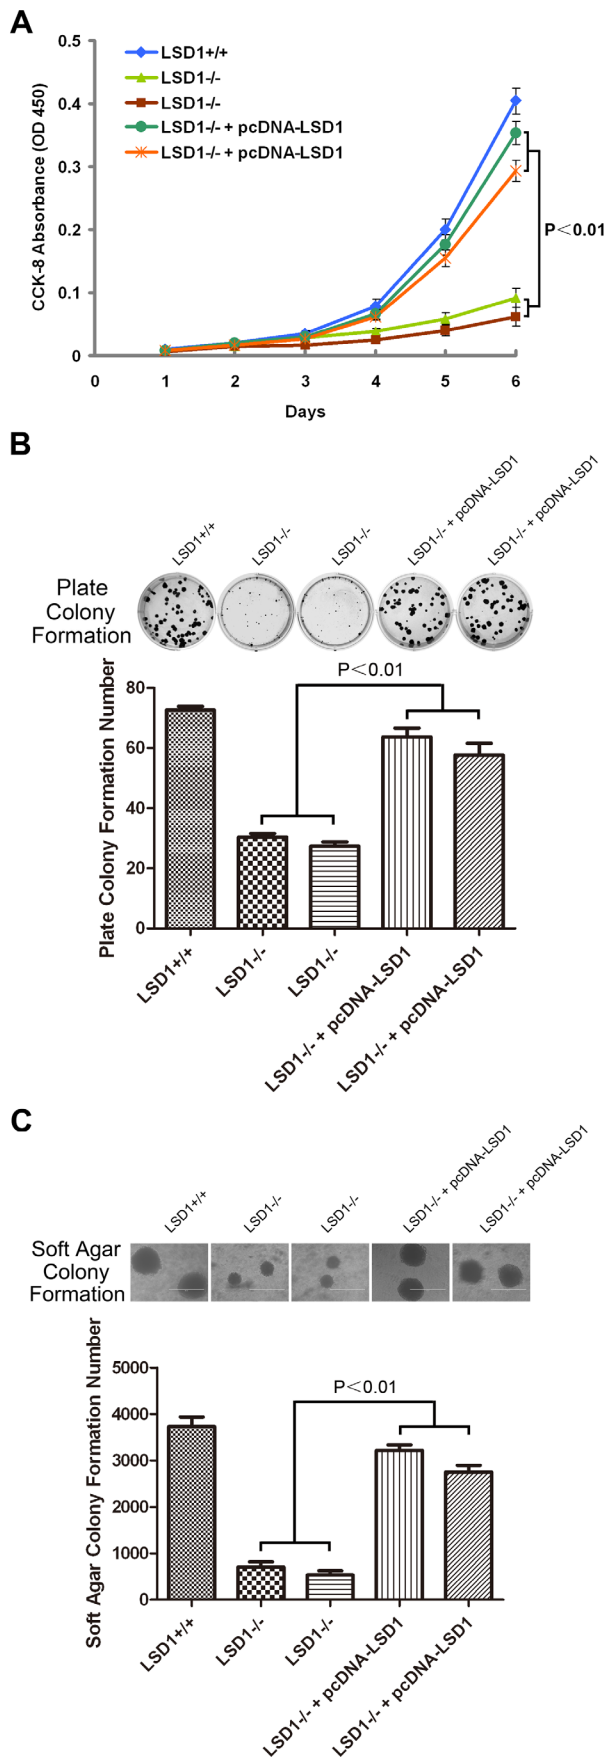 A
0.5
0.4
0.3
0.2
0.1
0
LSD1+/+
LSD1-/-
LSD1-/-
LSD1-/- + pcDNA-LSD1
LSD1-/- + pcDNA-LSD1
CCK-8 Absorbance (OD 450)
P<0.01
0 1 2 3 4 5 6
Days
B
LSD1+/+
LSD1-/-
LSD1-/-
LSD1-/- + pcDNA-LSD1
LSD1-/- + pcDNA-LSD1
Plate
Colony
Formation
P<0.01
Plate Colony Formation Number
80
60
40
20
0
LSD1+/+
LSD1-/-
LSD1-/-
LSD1-/- + pcDNA-LSD1
LSD1-/- + pcDNA-LSD1
C
LSD1+/+
LSD1-/-
LSD1-/-
LSD1-/- + pcDNA-LSD1
LSD1-/- + pcDNA-LSD1
Soft Agar
Colony
Formation
P<0.01
Soft Agar Colony Formation Number
5000
4000
3000
2000
1000
0
LSD1+/+
LSD1-/-
LSD1-/-
LSD1-/- + pcDNA-LSD1
LSD1-/- + pcDNA-LSD1